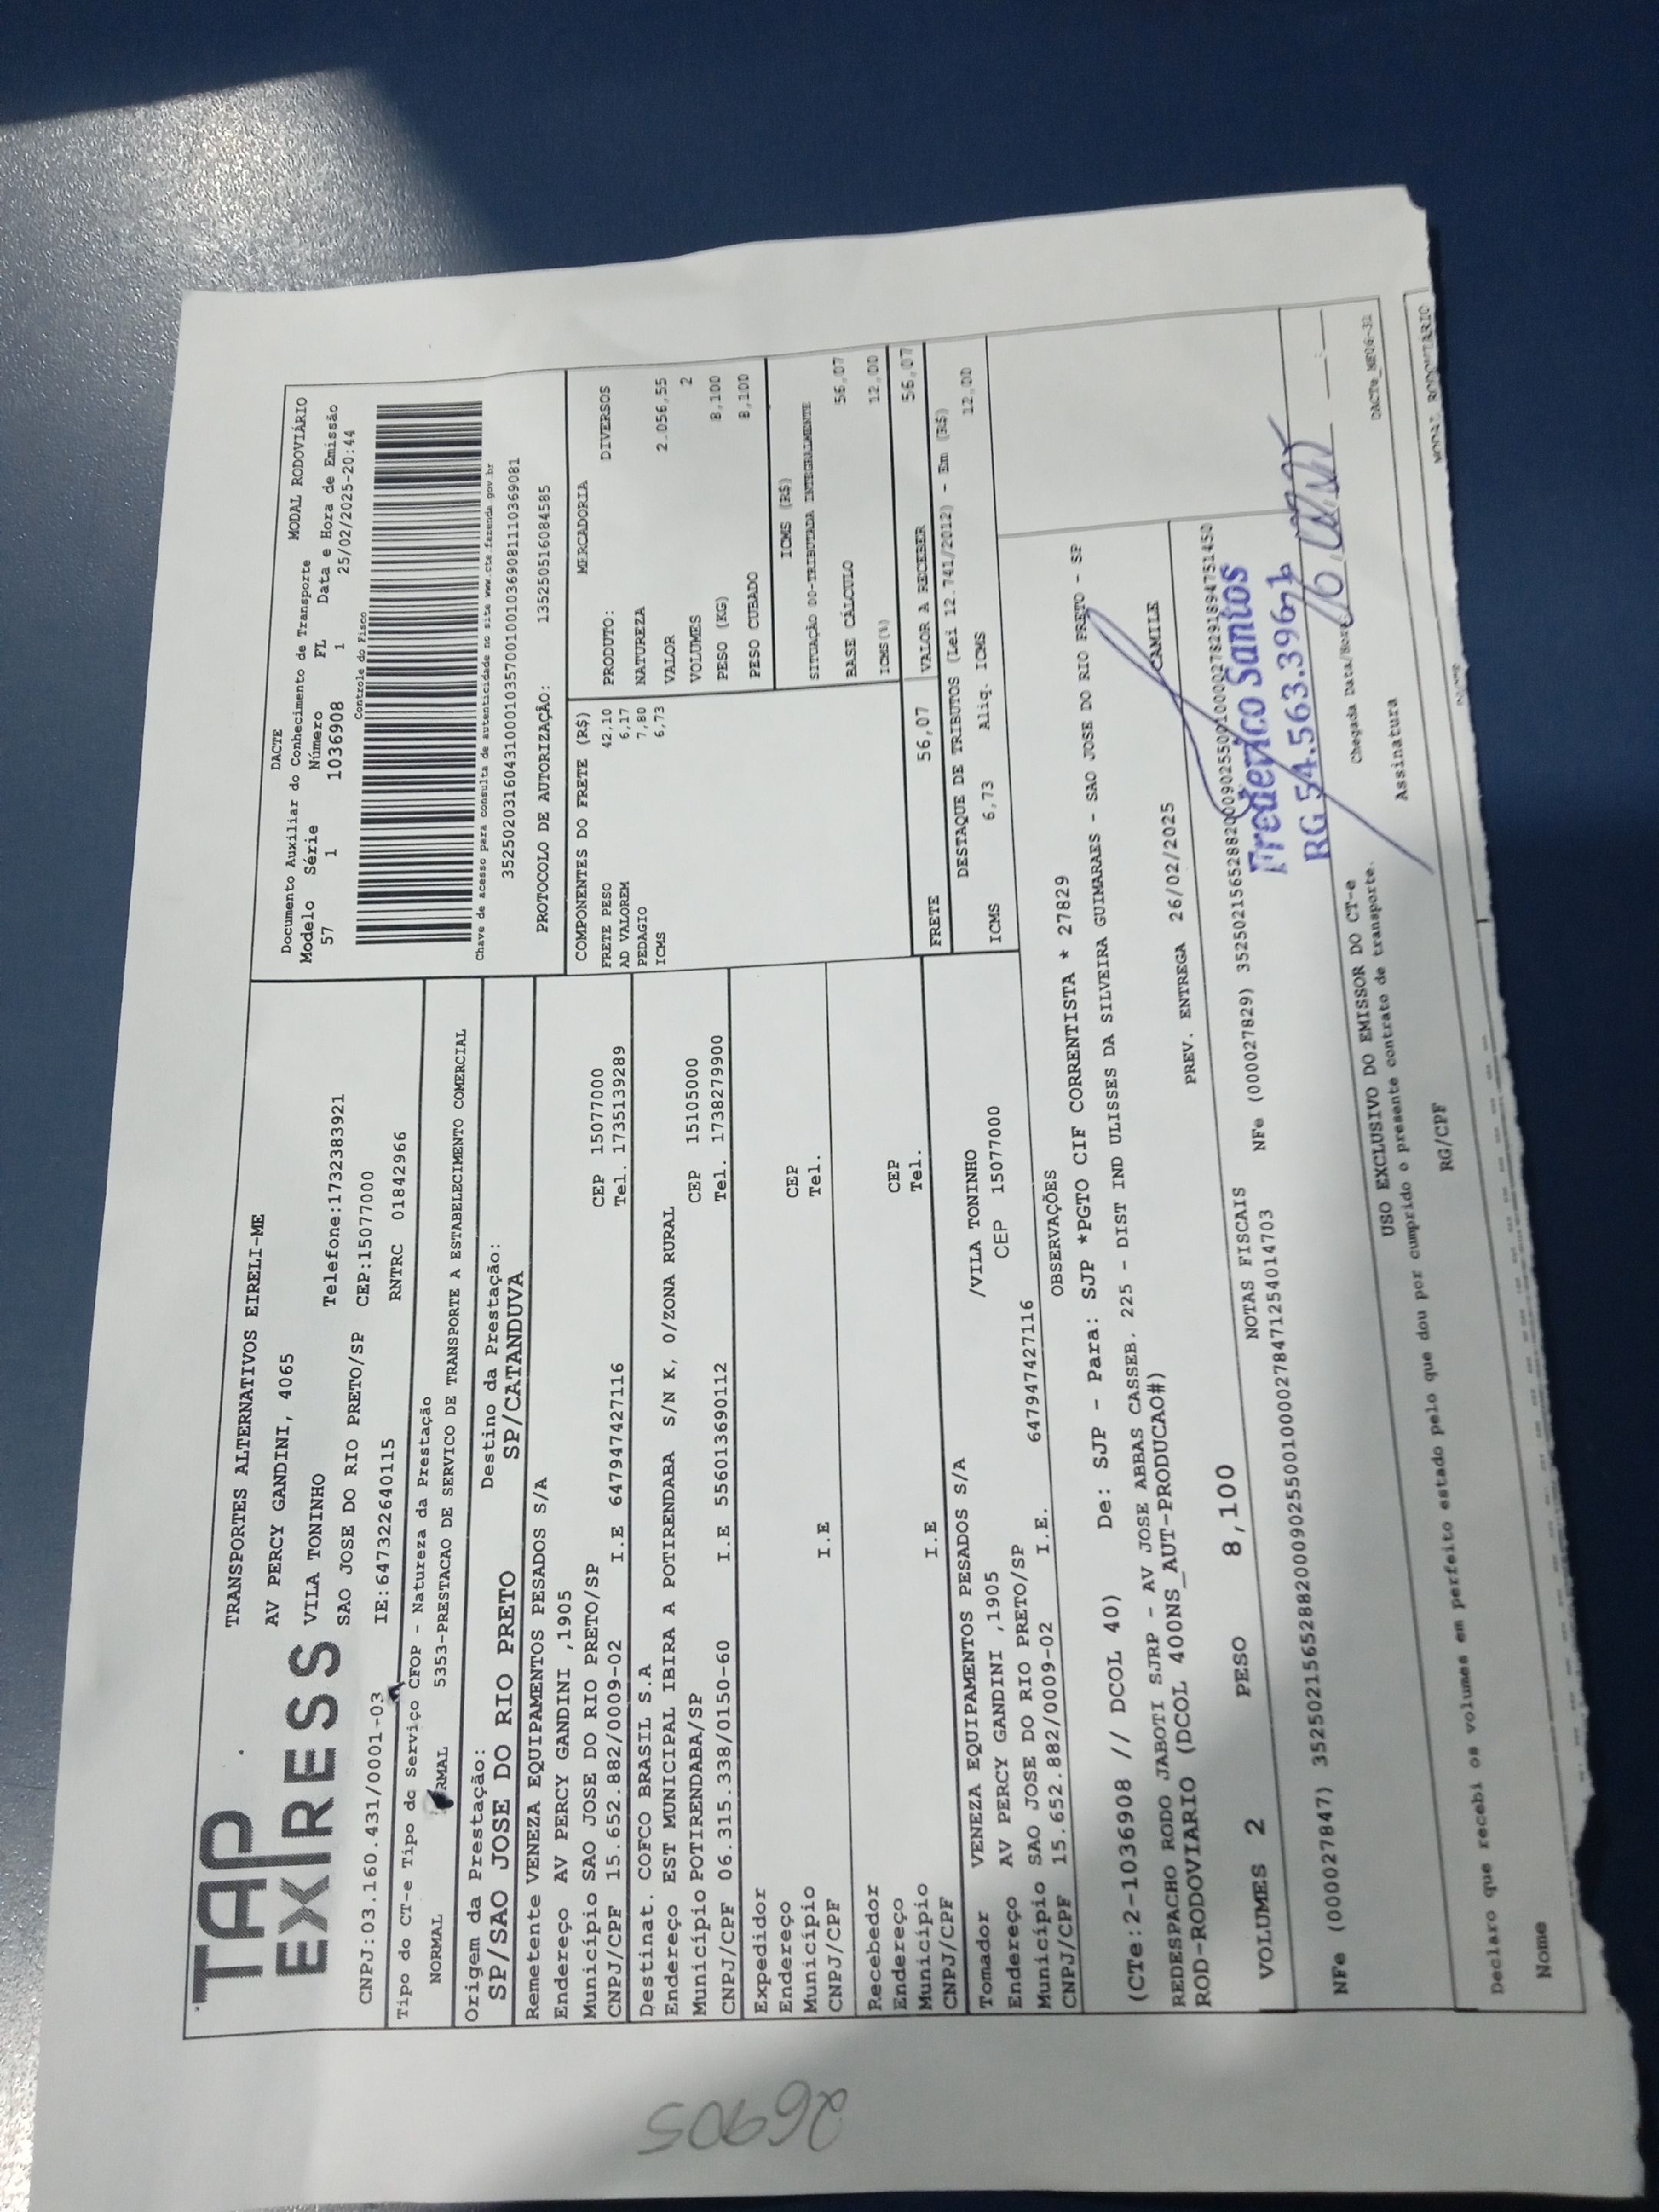 TAP EXPRESS
TRANSPORTES ALTERNATIVOS EIRELI-ME
AV PERCY GANDINI, 4065
VILA TONINHO Telefone:1732383921
SAO JOSE DO RIO PRETO/SP CEP:15077000
CNPJ:03.160.431/0001-03 IE:647322640115 RNTRC 01842966
DACTE MODAL RODOVIÁRIO
Documento Auxiliar do Conhecimento de Transporte
Modelo Série Número FL Data e Hora de Emissão
57 1 1036908 1 25/02/2025-20:44
Controle do Fisco
Chave de acesso para consulta de autenticidade no site www.cte.fazenda.gov.br
PROTOCOLO DE AUTORIZAÇÃO: 135250516084585
Tipo do CT-e Tipo do Serviço CFOP - Natureza da Prestação
NORMAL RMAL 5353-PRESTACAO DE SERVICO DE TRANSPORTE A ESTABELECIMENTO COMERCIAL
Origem da Prestação: Destino da Prestação:
SP/SAO JOSE DO RIO PRETO SP/CATANDUVA
Remetente VENEZA EQUIPAMENTOS PESADOS S/A
Endereço AV PERCY GANDINI ,1905
Município SAO JOSE DO RIO PRETO/SP CEP 15077000
CNPJ/CPF 15.652.882/0009-02 I.E 647947427116 Tel. 1735139289
Destinat. COFCO BRASIL S.A
Endereço EST MUNICIPAL IBIRA A POTIRENDABA S/N K, 0/ZONA RURAL
Município POTIRENDABA/SP CEP 15105000
CNPJ/CPF 06.315.338/0150-60 I.E 556013690112 Tel. 1738279900
Expedidor
Endereço CEP
Município Tel.
CNPJ/CPF I.E
Recebedor
Endereço CEP
Município Tel.
CNPJ/CPF I.E
Tomador VENEZA EQUIPAMENTOS PESADOS S/A
Endereço AV PERCY GANDINI ,1905 /VILA TONINHO
Município SAO JOSE DO RIO PRETO/SP CEP 15077000
CNPJ/CPF 15.652.882/0009-02 I.E. 647947427116
COMPONENTES DO FRETE (R$)
FRETE PESO 42,10
AD VALOREM 6,17
PEDAGIO 7,80
ICMS 6,73
MERCADORIA
PRODUTO: DIVERSOS
NATUREZA
VALOR 2.056,55
VOLUMES 2
PESO (KG) 8,100
PESO CUBADO 8,100
ICMS (R$)
SITUAÇÃO 00-TRIBUTADA INTEGRALMENTE
BASE CÁLCULO 56,07
ICMS(%) 12,00
FRETE 56,07 VALOR A RECEBER 56,07
DESTAQUE DE TRIBUTOS (Lei 12.741/2012) - Em (R$)
ICMS 6,73 Aliq. ICMS 12,00
OBSERVAÇÕES
(CTe:2-1036908 // DCOL 40) De: SJP - Para: SJP *PGTO CIF CORRENTISTA * 27829
REDESPACHO RODO JABOTI SJRP - AV JOSE ABBAS CASSEB. 225 - DIST IND ULISSES DA SILVEIRA GUIMARAES - SAO JOSE DO RIO PRETO - SP
ROD-RODOVIARIO (DCOL 400NS_AUT-PRODUCAO#)
PREV. ENTREGA 26/02/2025 CAMILE
VOLUMES 2 PESO 8,100
NOTAS FISCAIS
Frederico Santos
RG 54.563.396
USO EXCLUSIVO DO EMISSOR DO CT-e
Declaro que recebi os volumes em perfeito estado pelo que dou por cumprido o presente contrato de transporte.
Chegada Data/Hora
Nome RG/CPF Assinatura
26905